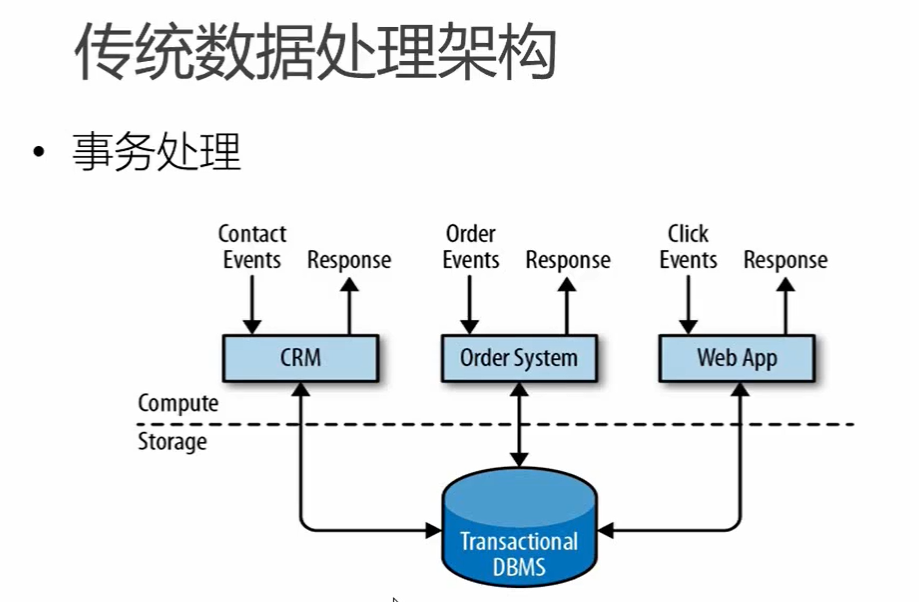 传统数据处理架构
• 事务处理
Contact
Events
Response
Order
Events
Response
Click
Events
Response
CRM
Order System
Web App
Compute
Storage
Transactional
DBMS